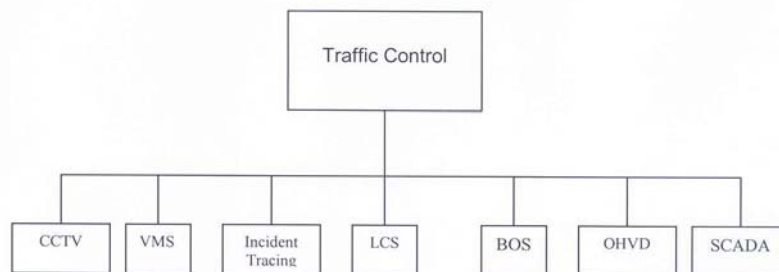 Traffic Control
CCTV
VMS
Incident
Tracing
LCS
BOS
OHVD
SCADA